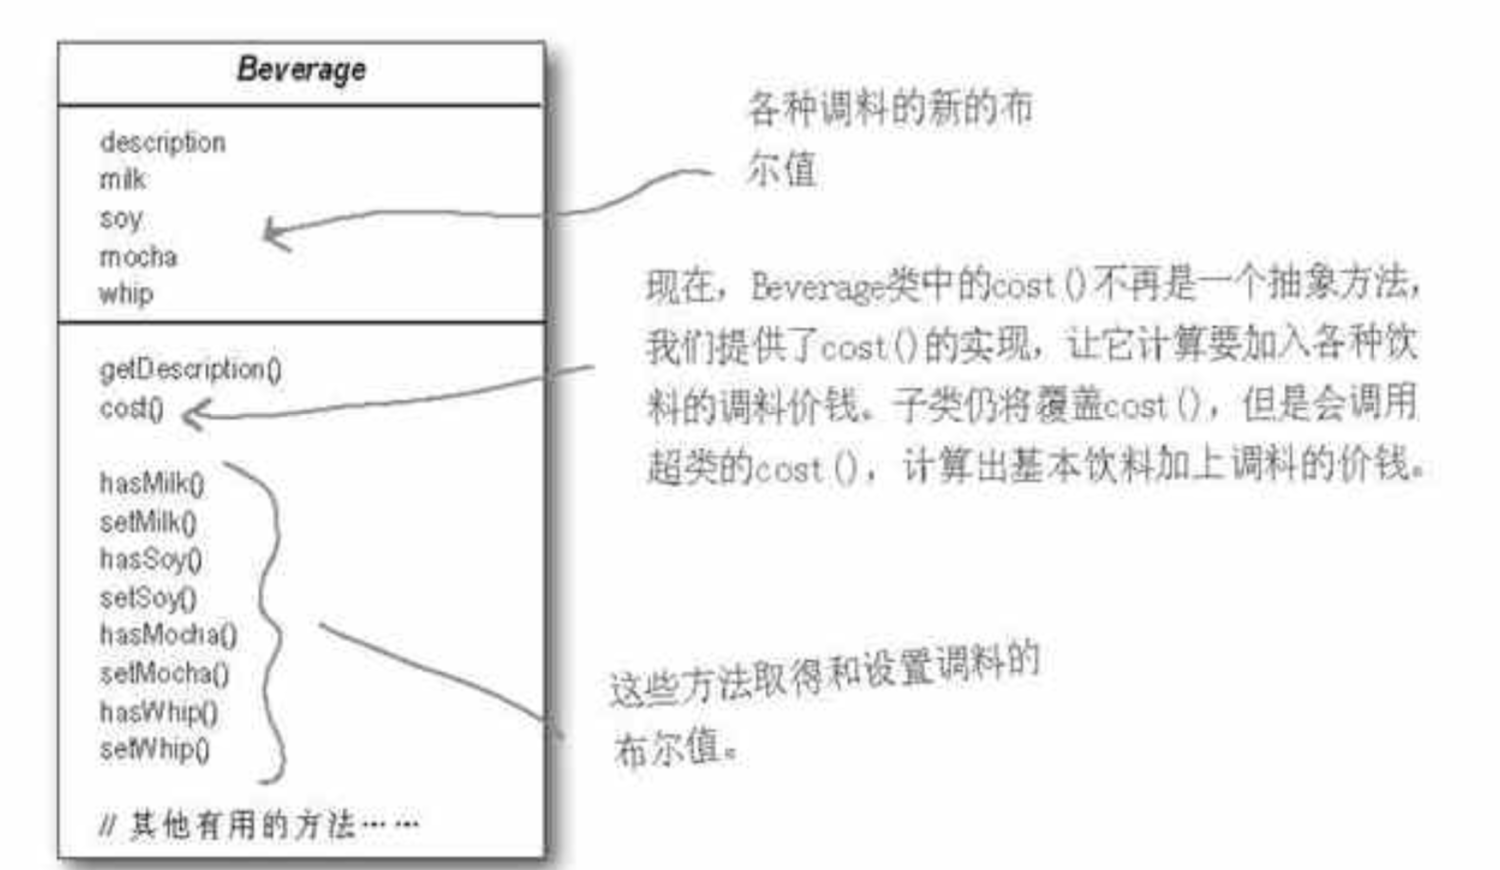 Beverage
description
milk
soy
mocha
whip
getDescription()
cost()
hasMilk()
setMilk()
hasSoy()
setSoy()
hasMocha()
setMocha()
hasWhip()
setWhip()
// 其他有用的方法……
各种调料的新的布
尔值
现在，Beverage类中的cost()不再是一个抽象方法，
我们提供了cost()的实现，让它计算要加入各种饮
料的调料价钱。子类仍将覆盖cost()，但是会调用
超类的cost()，计算出基本饮料加上调料的价钱。
这些方法取得和设置调料的
布尔值。